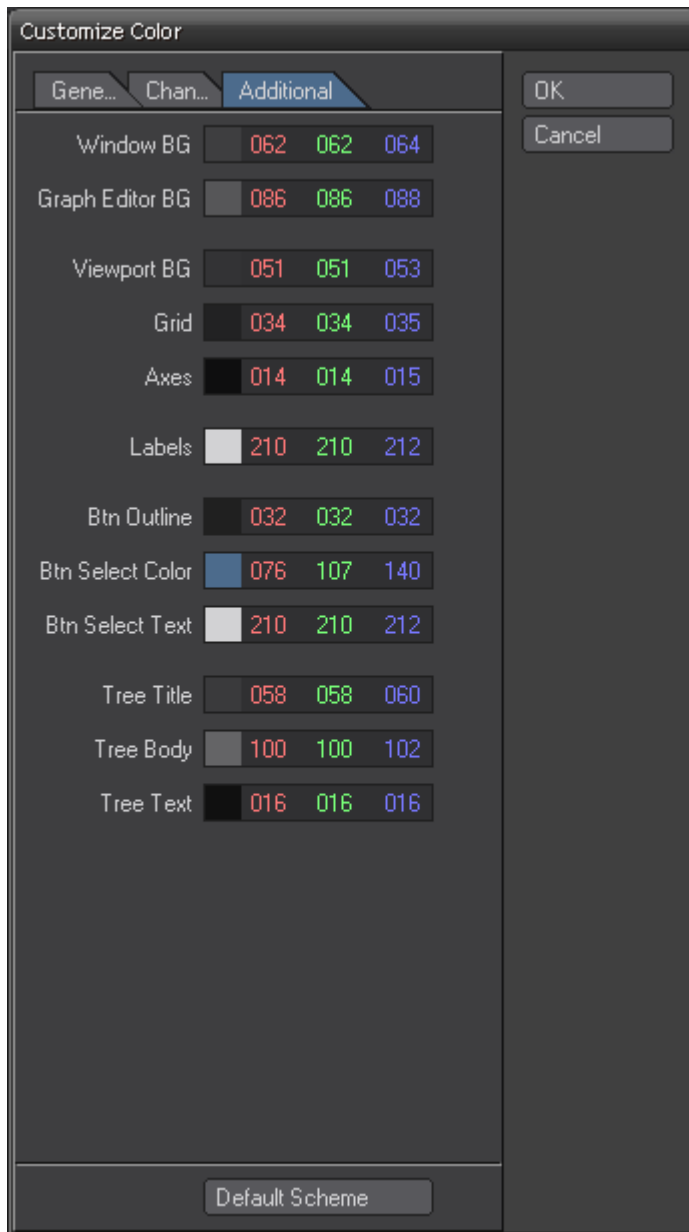 Customize Color
Gene... Chan... Additional
OK
Cancel
Window BG 062 062 064
Graph Editor BG 086 086 088
Viewport BG 051 051 053
Grid 034 034 035
Axes 014 014 015
Labels 210 210 212
Btn Outline 032 032 032
Btn Select Color 076 107 140
Btn Select Text 210 210 212
Tree Title 058 058 060
Tree Body 100 100 102
Tree Text 016 016 016
Default Scheme